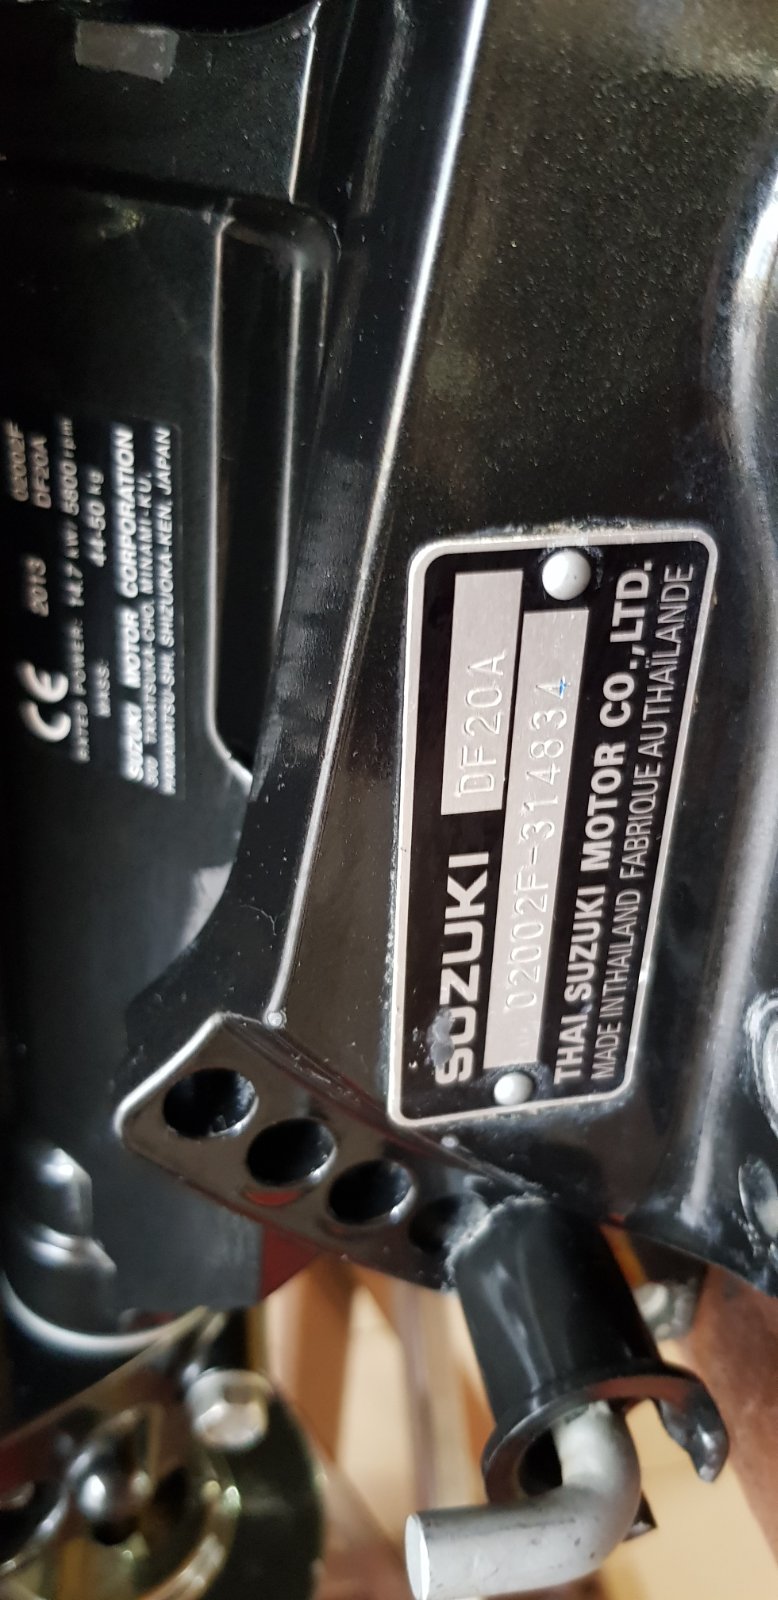 02002F
CE 2013 DF20A
RATED POWER: 14.7 kW/5800rpm
MASS: 44-50 kg
SUZUKI MOTOR CORPORATION
300 TAKATSUKA-CHO, MINAMI-KU,
HAMAMATSU-SHI, SHIZUOKA-KEN, JAPAN
SUZUKI DF20A
02002F-314834
THAI SUZUKI MOTOR CO.,LTD.
MADE IN THAILAND FABRIQUE AU THAÏLANDE